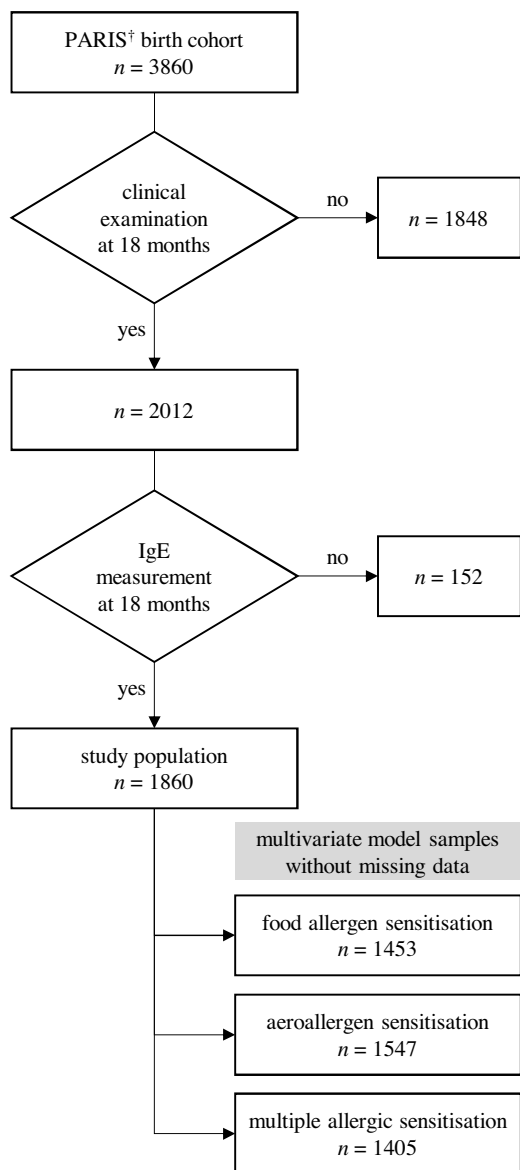 PARIS† birth cohort
n = 3860
clinical
examination
at 18 months
no
n = 1848
yes
n = 2012
IgE
measurement
at 18 months
no
n = 152
yes
study population
n = 1860
multivariate model samples
without missing data
food allergen sensitisation
n = 1453
aeroallergen sensitisation
n = 1547
multiple allergic sensitisation
n = 1405